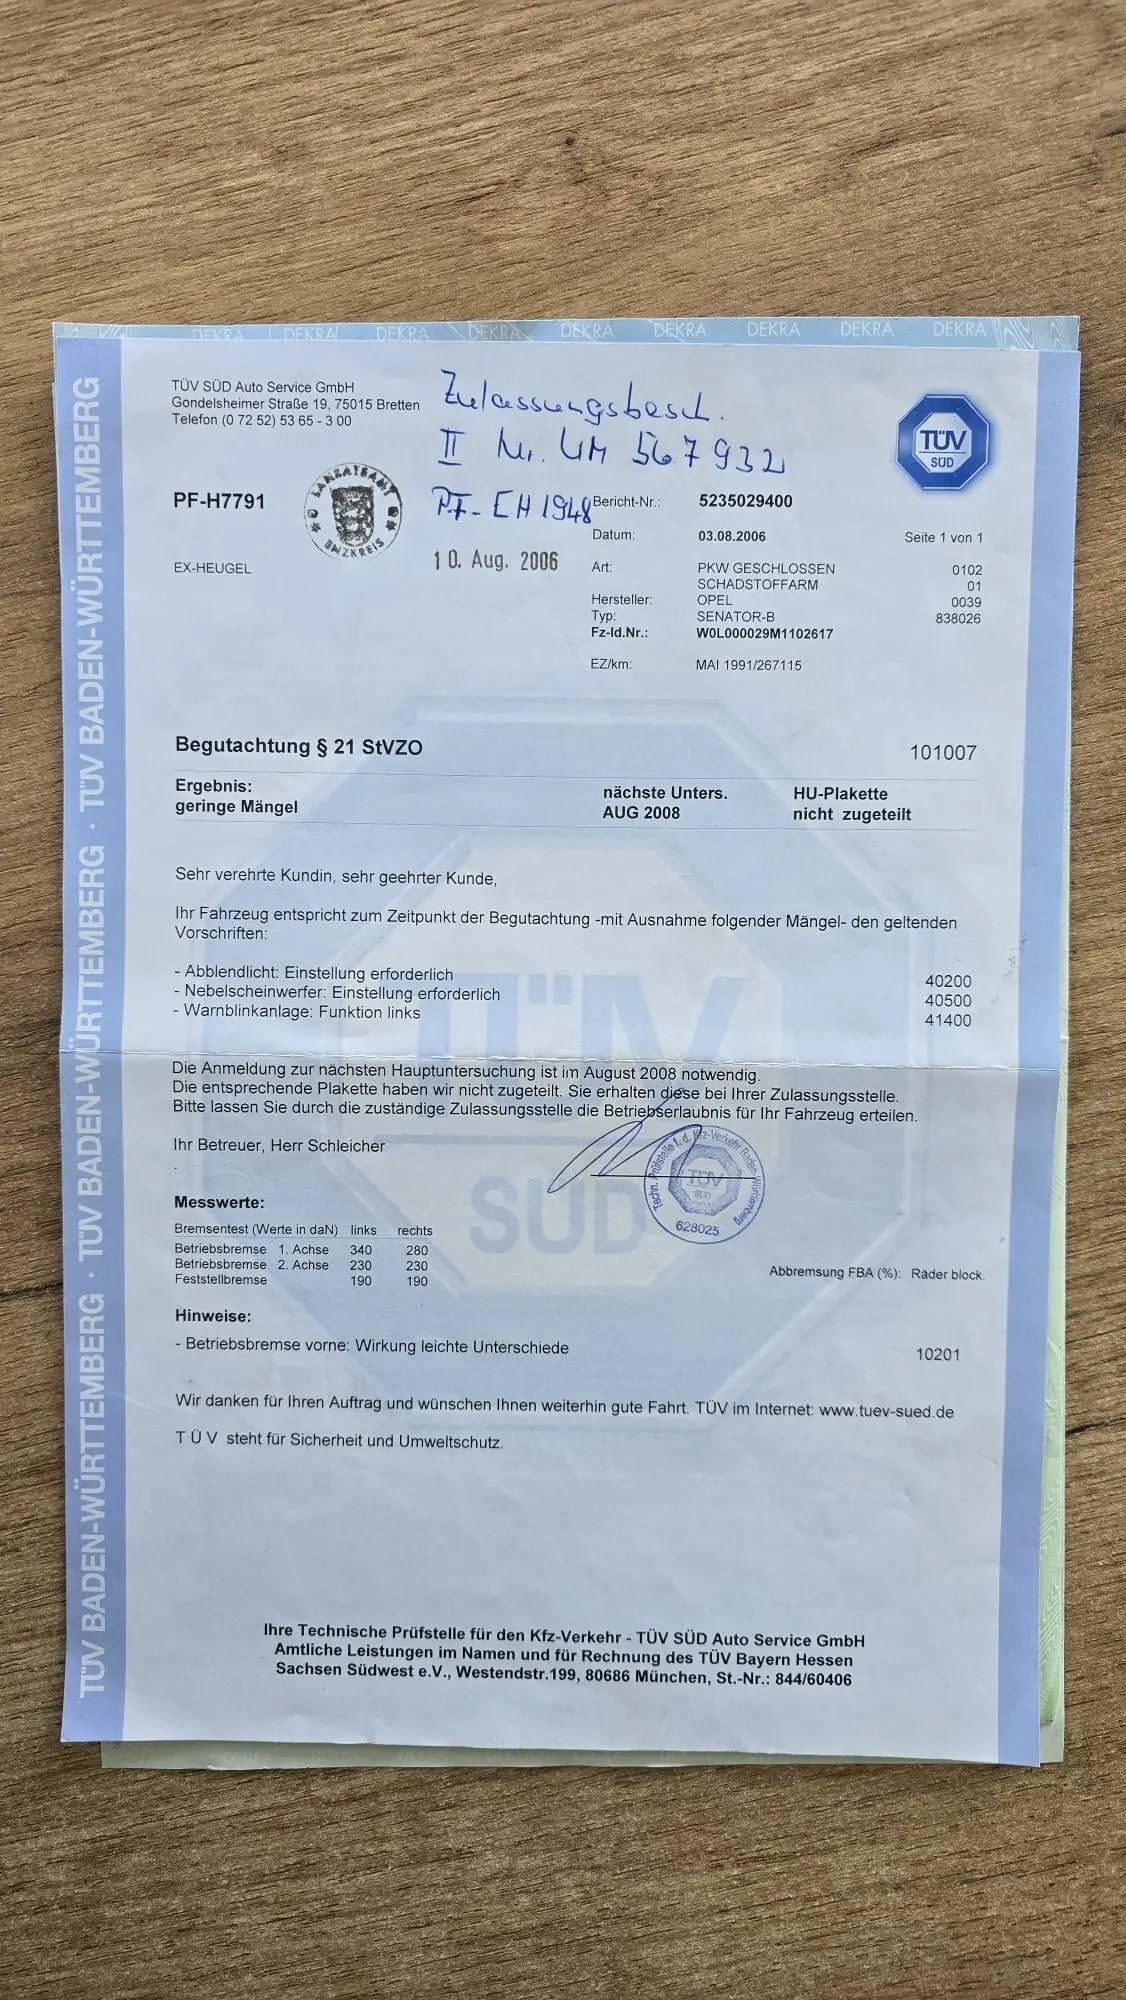 DEKRA DEKRA DEKRA DEKRA DEKRA DEKRA DEKRA DEKRA DEKRA
TÜV BADEN-WÜRTTEMBERG · TÜV BADEN-WÜRTTEMBERG · TÜV BADEN-WÜRTTEMBERG · TÜV BADEN-WÜRTTEMBERG
TÜV SÜD Auto Service GmbH
Gondelsheimer Straße 19, 75015 Bretten
Telefon (0 72 52) 53 65 - 3 00
Zulassungsbesch.
II Nr. UM 567932
TÜV
SÜD
PF-H7791
LANDRATSAMT
ENZKREIS
PF-EH 1948
Bericht-Nr.: 5235029400
Datum: 03.08.2006 Seite 1 von 1
10. Aug. 2006
EX-HEUGEL
Art: PKW GESCHLOSSEN 0102
SCHADSTOFFARM 01
Hersteller: OPEL 0039
Typ: SENATOR-B 838026
Fz-Id.Nr.: W0L000029M1102617
EZ/km: MAI 1991/267115
Begutachtung § 21 StVZO 101007
Ergebnis: nächste Unters. HU-Plakette
geringe Mängel AUG 2008 nicht zugeteilt
Sehr verehrte Kundin, sehr geehrter Kunde,
Ihr Fahrzeug entspricht zum Zeitpunkt der Begutachtung -mit Ausnahme folgender Mängel- den geltenden
Vorschriften:
- Abblendlicht: Einstellung erforderlich 40200
- Nebelscheinwerfer: Einstellung erforderlich 40500
- Warnblinkanlage: Funktion links 41400
TÜV
SÜD
Die Anmeldung zur nächsten Hauptuntersuchung ist im August 2008 notwendig.
Die entsprechende Plakette haben wir nicht zugeteilt. Sie erhalten diese bei Ihrer Zulassungsstelle.
Bitte lassen Sie durch die zuständige Zulassungsstelle die Betriebserlaubnis für Ihr Fahrzeug erteilen.
Ihr Betreuer, Herr Schleicher
Techn. Prüfstelle f. d. Kfz-Verkehr Baden-Württemberg
TÜV
SÜD
628025
Messwerte:
Bremsentest (Werte in daN) links rechts
Betriebsbremse 1. Achse 340 280
Betriebsbremse 2. Achse 230 230
Feststellbremse 190 190
Abbremsung FBA (%): Räder block.
Hinweise:
- Betriebsbremse vorne: Wirkung leichte Unterschiede 10201
Wir danken für Ihren Auftrag und wünschen Ihnen weiterhin gute Fahrt. TÜV im Internet: www.tuev-sued.de
T Ü V steht für Sicherheit und Umweltschutz.
Ihre Technische Prüfstelle für den Kfz-Verkehr - TÜV SÜD Auto Service GmbH
Amtliche Leistungen im Namen und für Rechnung des TÜV Bayern Hessen
Sachsen Südwest e.V., Westendstr.199, 80686 München, St.-Nr.: 844/60406